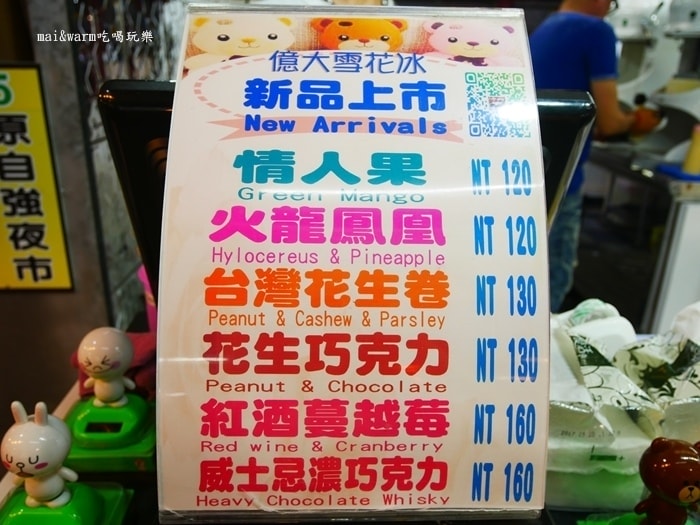 mai&warm吃喝玩樂
原自強夜市
億大雪花冰
新品上市
New Arrivals
情人果 NT 120
Green Mango
火龍鳳凰 NT 120
Hylocereus & Pineapple
台灣花生卷 NT 130
Peanut & Cashew & Parsley
花生巧克力 NT 130
Peanut & Chocolate
紅酒蔓越莓 NT 160
Red wine & Cranberry
威士忌濃巧克力 NT 160
Heavy Chocolate Whisky